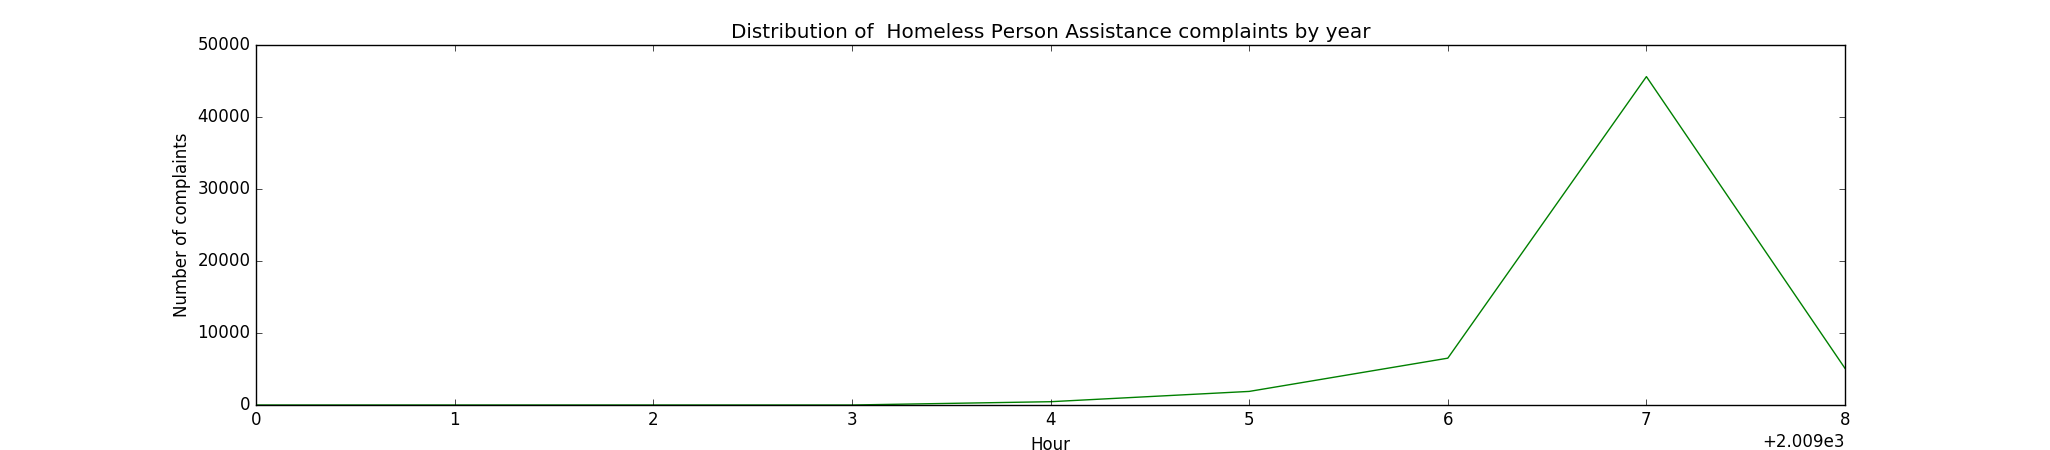 Distribution of  Homeless Person Assistance complaints by year
50000
40000
30000
20000
10000
0
Number of complaints
0 1 2 3 4 5 6 7 8
Hour
+2.009e3